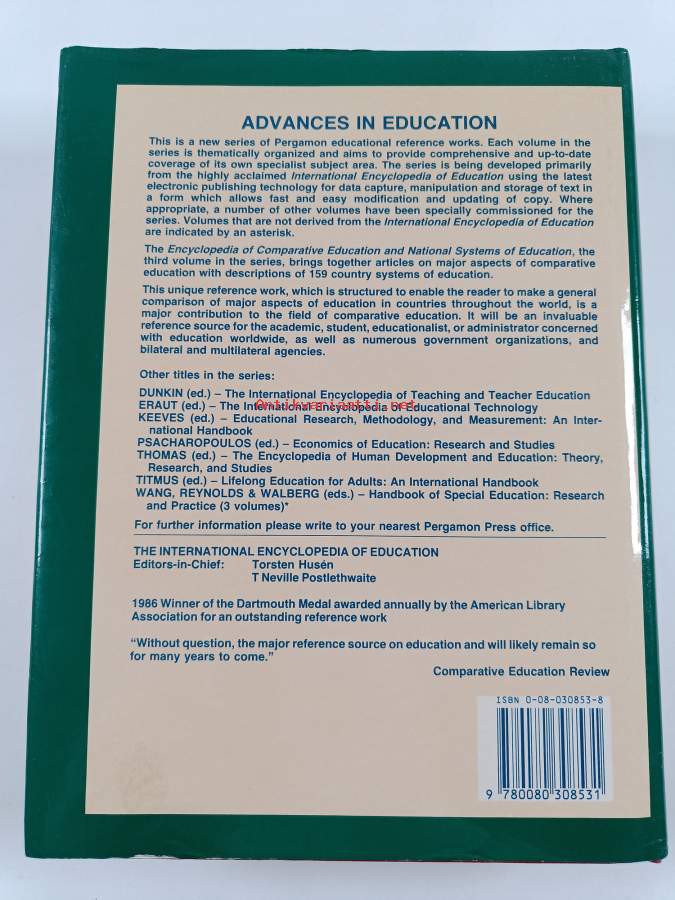 ADVANCES IN EDUCATION
This is a new series of Pergamon educational reference works. Each volume in the
series is thematically organized and aims to provide comprehensive and up-to-date
coverage of its own specialist subject area. The series is being developed primarily
from the highly acclaimed International Encyclopedia of Education using the latest
electronic publishing technology for data capture, manipulation and storage of text in
a form which allows fast and easy modification and updating of copy. Where
appropriate, a number of other volumes have been specially commissioned for the
series. Volumes that are not derived from the International Encyclopedia of Education
are indicated by an asterisk.
The Encyclopedia of Comparative Education and National Systems of Education, the
third volume in the series, brings together articles on major aspects of comparative
education with descriptions of 159 country systems of education.
This unique reference work, which is structured to enable the reader to make a general
comparison of major aspects of education in countries throughout the world, is a
major contribution to the field of comparative education. It will be an invaluable
reference source for the academic, student, educationalist, or administrator concerned
with education worldwide, as well as numerous government organizations, and
bilateral and multilateral agencies.
Other titles in the series:
DUNKIN (ed.) – The International Encyclopedia of Teaching and Teacher Education
ERAUT (ed.) – The International Encyclopedia of Educational Technology
Antikvariaatti.net
KEEVES (ed.) – Educational Research, Methodology, and Measurement: An Inter-
national Handbook
PSACHAROPOULOS (ed.) – Economics of Education: Research and Studies
THOMAS (ed.) – The Encyclopedia of Human Development and Education: Theory,
Research, and Studies
TITMUS (ed.) – Lifelong Education for Adults: An International Handbook
WANG, REYNOLDS & WALBERG (eds.) – Handbook of Special Education: Research
and Practice (3 volumes)*
For further information please write to your nearest Pergamon Press office.
THE INTERNATIONAL ENCYCLOPEDIA OF EDUCATION
Editors-in-Chief: Torsten Husén
T Neville Postlethwaite
1986 Winner of the Dartmouth Medal awarded annually by the American Library
Association for an outstanding reference work
“Without question, the major reference source on education and will likely remain so
for many years to come.”
Comparative Education Review
ISBN 0-08-030853-8
9 780080 308531